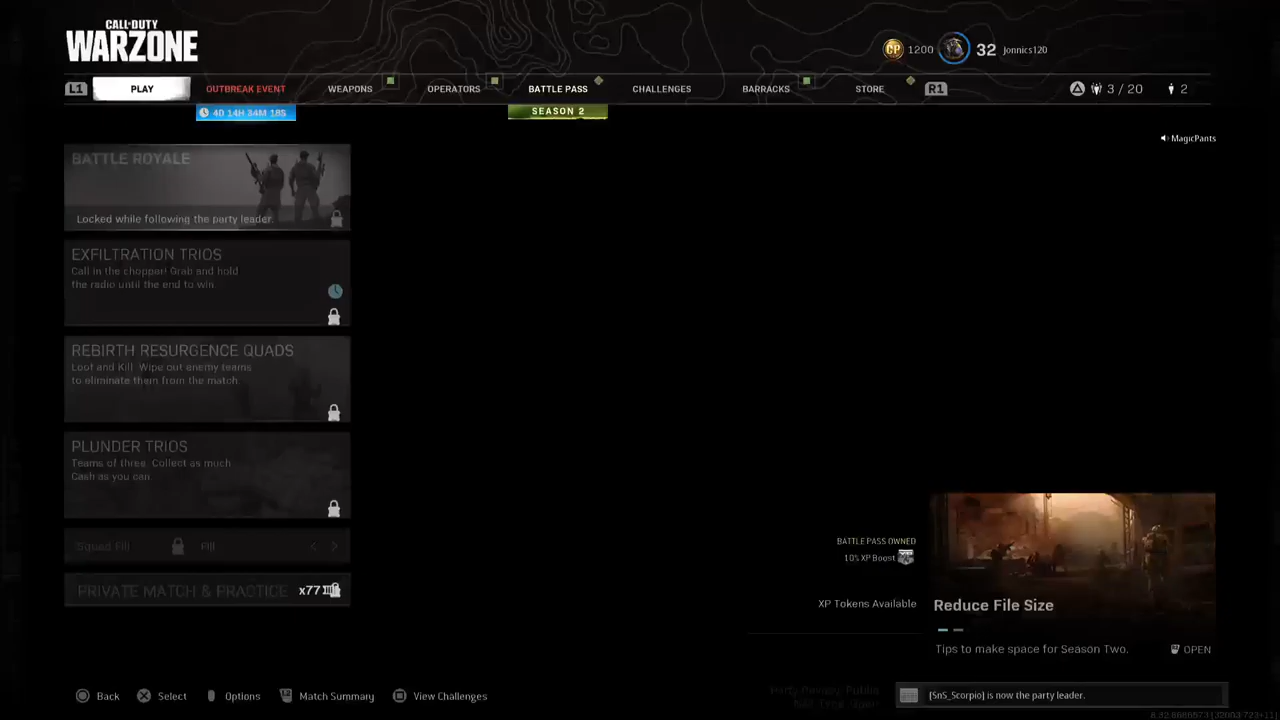 CALL OF DUTY
WARZONE
CP 1200 32 Jonnics120
L1 PLAY OUTBREAK EVENT WEAPONS OPERATORS BATTLE PASS CHALLENGES BARRACKS STORE R1 3 / 20 2
4D 14H 34M 18S SEASON 2
MagicPants
BATTLE ROYALE
Locked while following the party leader.
EXFILTRATION TRIOS
Call in the chopper! Grab and hold
the radio until the end to win.
REBIRTH RESURGENCE QUADS
Loot and Kill. Wipe out enemy teams
to eliminate them from the match.
PLUNDER TRIOS
Teams of three. Collect as much
Cash as you can.
Squad Fill Fill
PRIVATE MATCH & PRACTICE x77
BATTLE PASS OWNED
10% XP Boost
XP Tokens Available
Reduce File Size
Tips to make space for Season Two.
OPEN
Back Select Options Match Summary View Challenges
Party Privacy: Public
[SnS_Scorpio] is now the party leader.